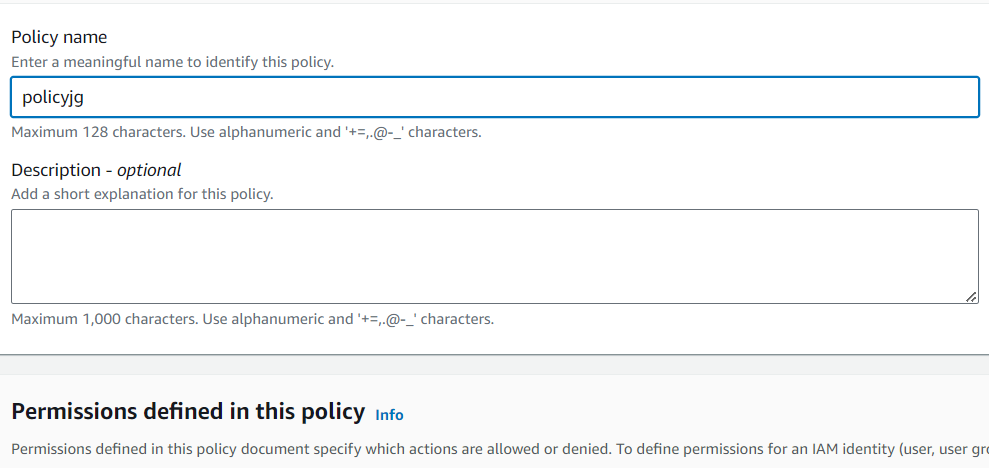 Policy name
Enter a meaningful name to identify this policy.
policyjg
Maximum 128 characters. Use alphanumeric and '+=,.@-_' characters.
Description - optional
Add a short explanation for this policy.
Maximum 1,000 characters. Use alphanumeric and '+=,.@-_' characters.
Permissions defined in this policy Info
Permissions defined in this policy document specify which actions are allowed or denied. To define permissions for an IAM identity (user, user